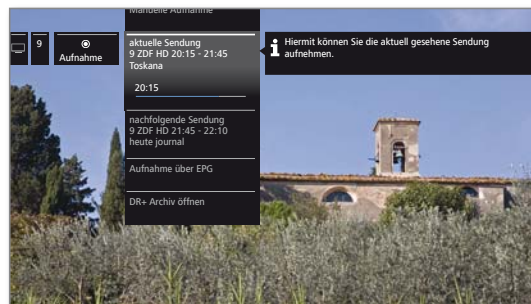 Manuelle Aufnahme
9
Aufnahme
aktuelle Sendung
9 ZDF HD 20:15 - 21:45
Toskana
20:15
nachfolgende Sendung
9 ZDF HD 21:45 - 22:10
heute journal
Aufnahme über EPG
DR+ Archiv öffnen
i
Hiermit können Sie die aktuell gesehene Sendung
aufnehmen.